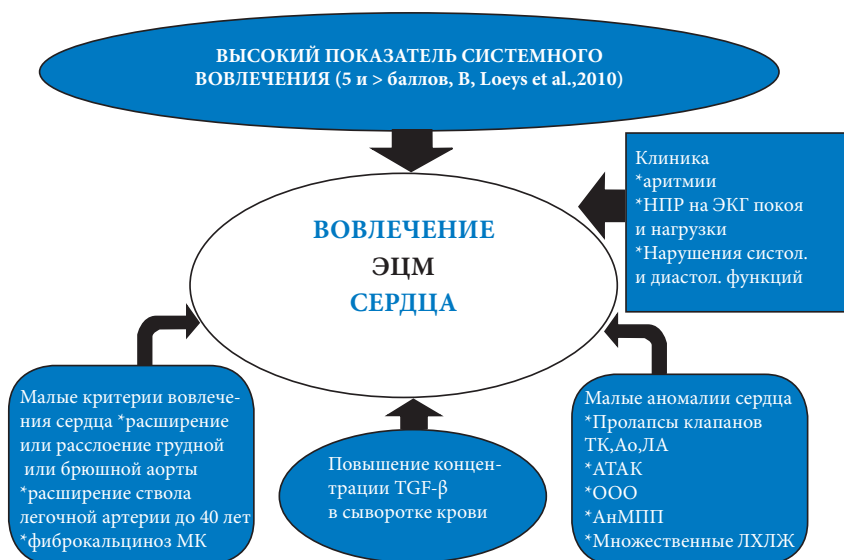 ВЫСОКИЙ ПОКАЗАТЕЛЬ СИСТЕМНОГО
ВОВЛЕЧЕНИЯ (5 и > баллов, B, Loeys et al.,2010)
Клиника
*аритмии
*НПР на ЭКГ покоя
и нагрузки
*Нарушения систол.
и диастол. функций
ВОВЛЕЧЕНИЕ
ЭЦМ
СЕРДЦА
Малые критерии вовлече-
ния сердца *расширение
или расслоение грудной
или брюшной аорты
*расширение ствола
легочной артерии до 40 лет
*фиброкальциноз МК
Повышение концен-
трации TGF-β
в сыворотке крови
Малые аномалии сердца
*Пролапсы клапанов
ТК,Ао,ЛА
*АТАК
*ООО
*АнМПП
*Множественные ЛХЛЖ